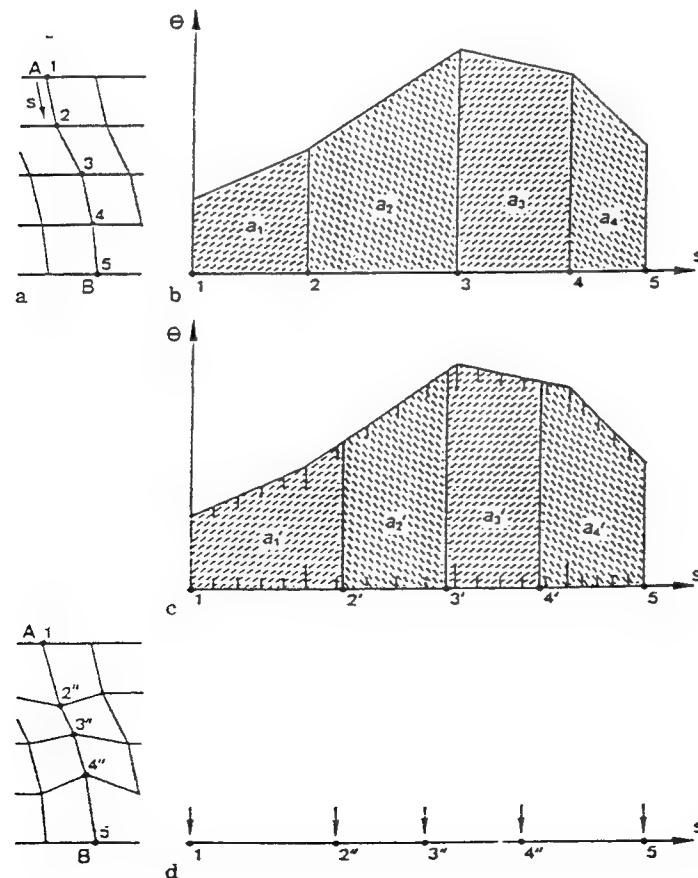 A 1
s
2
3
4
5
B
a
Θ
a₁
a₂
a₃
a₄
1 2 3 4 5
s
b
Θ
a₁′
a₂′
a₃′
a₄′
1 2′ 3′ 4′ 5
s
c
A 1
2″
3″
4″
5
B
s
1 2″ 3″ 4″ 5
d